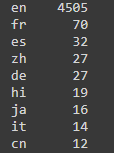 en 4505
fr 70
es 32
zh 27
de 27
hi 19
ja 16
it 14
cn 12